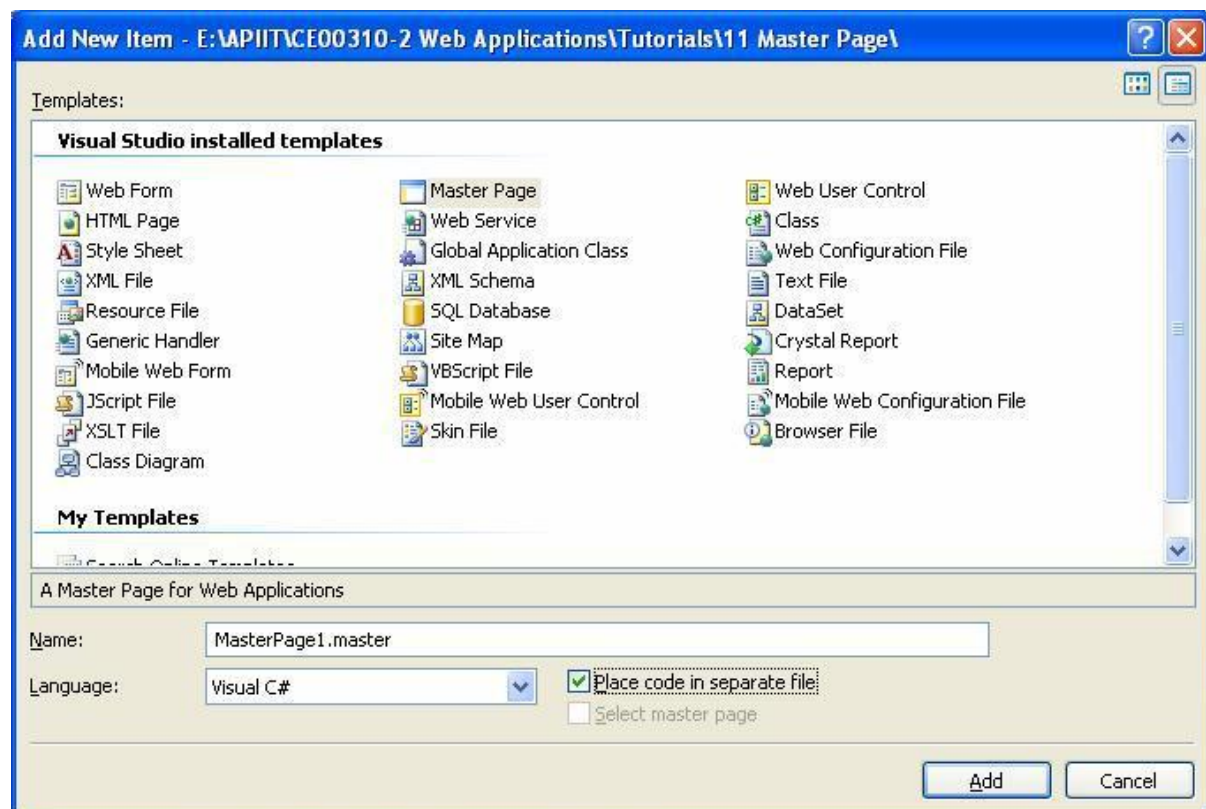 Add New Item - E:\APIIT\CE00310-2 Web Applications\Tutorials\11 Master Page\
Templates:
Visual Studio installed templates
Web Form Master Page Web User Control
HTML Page Web Service Class
Style Sheet Global Application Class Web Configuration File
XML File XML Schema Text File
Resource File SQL Database DataSet
Generic Handler Site Map Crystal Report
Mobile Web Form VBScript File Report
JScript File Mobile Web User Control Mobile Web Configuration File
XSLT File Skin File Browser File
Class Diagram
My Templates
Search Online Templates
A Master Page for Web Applications
Name: MasterPage1.master
Language: Visual C# Place code in separate file
Select master page
Add Cancel